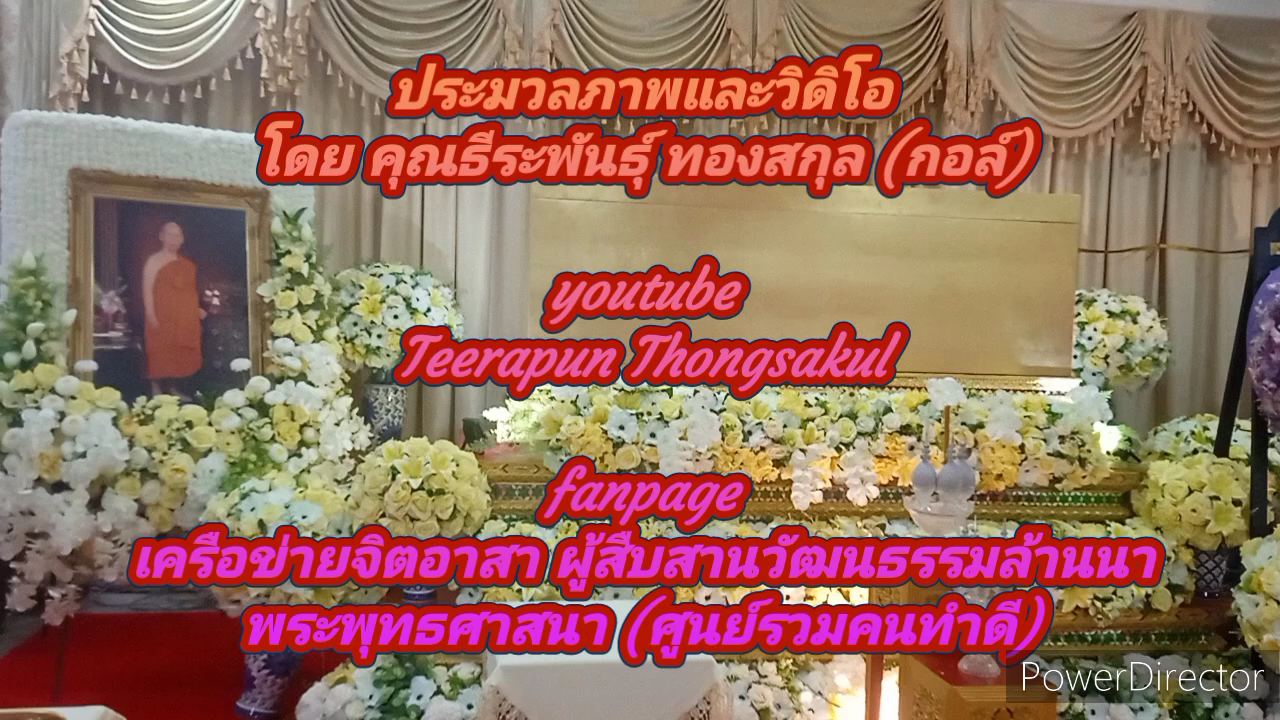 ประมวลภาพและวิดิโอ
โดย คุณธีระพันธุ์ ทองสกุล (กอล์)
youtube
Teerapun Thongsakul
fanpage
เครือข่ายจิตอาสา ผู้สืบสานวัฒนธรรมล้านนา
พระพุทธศาสนา (ศูนย์รวมคนทำดี)
PowerDirector